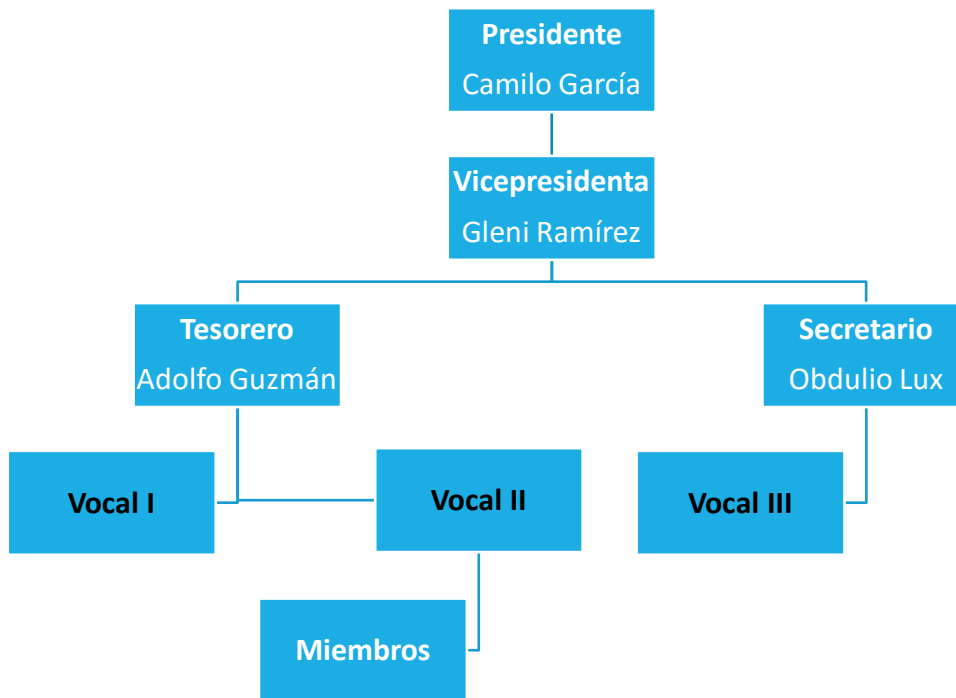 Presidente
Camilo García
Vicepresidenta
Gleni Ramírez
Tesorero
Adolfo Guzmán
Secretario
Obdulio Lux
Vocal I
Vocal II
Vocal III
Miembros